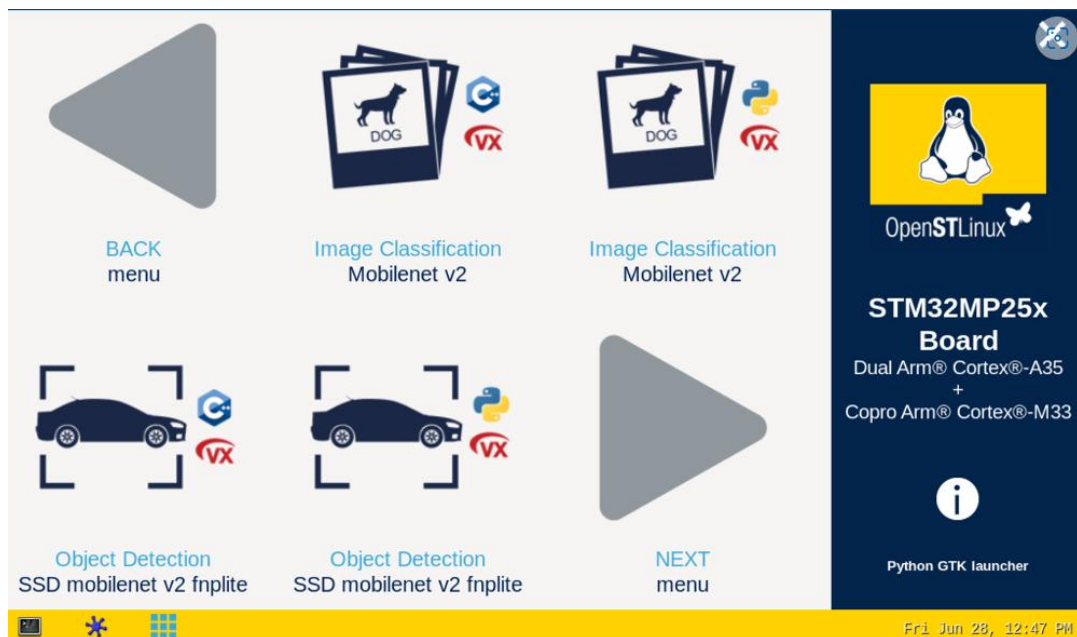 DOG
VX
DOG
VX
BACK
menu
Image Classification
Mobilenet v2
Image Classification
Mobilenet v2
VX
VX
Object Detection
SSD mobilenet v2 fnplite
Object Detection
SSD mobilenet v2 fnplite
NEXT
menu
OpenSTLinux
STM32MP25x
Board
Dual Arm® Cortex®-A35
+
Copro Arm® Cortex®-M33
i
Python GTK launcher
Fri Jun 28, 12:47 PM